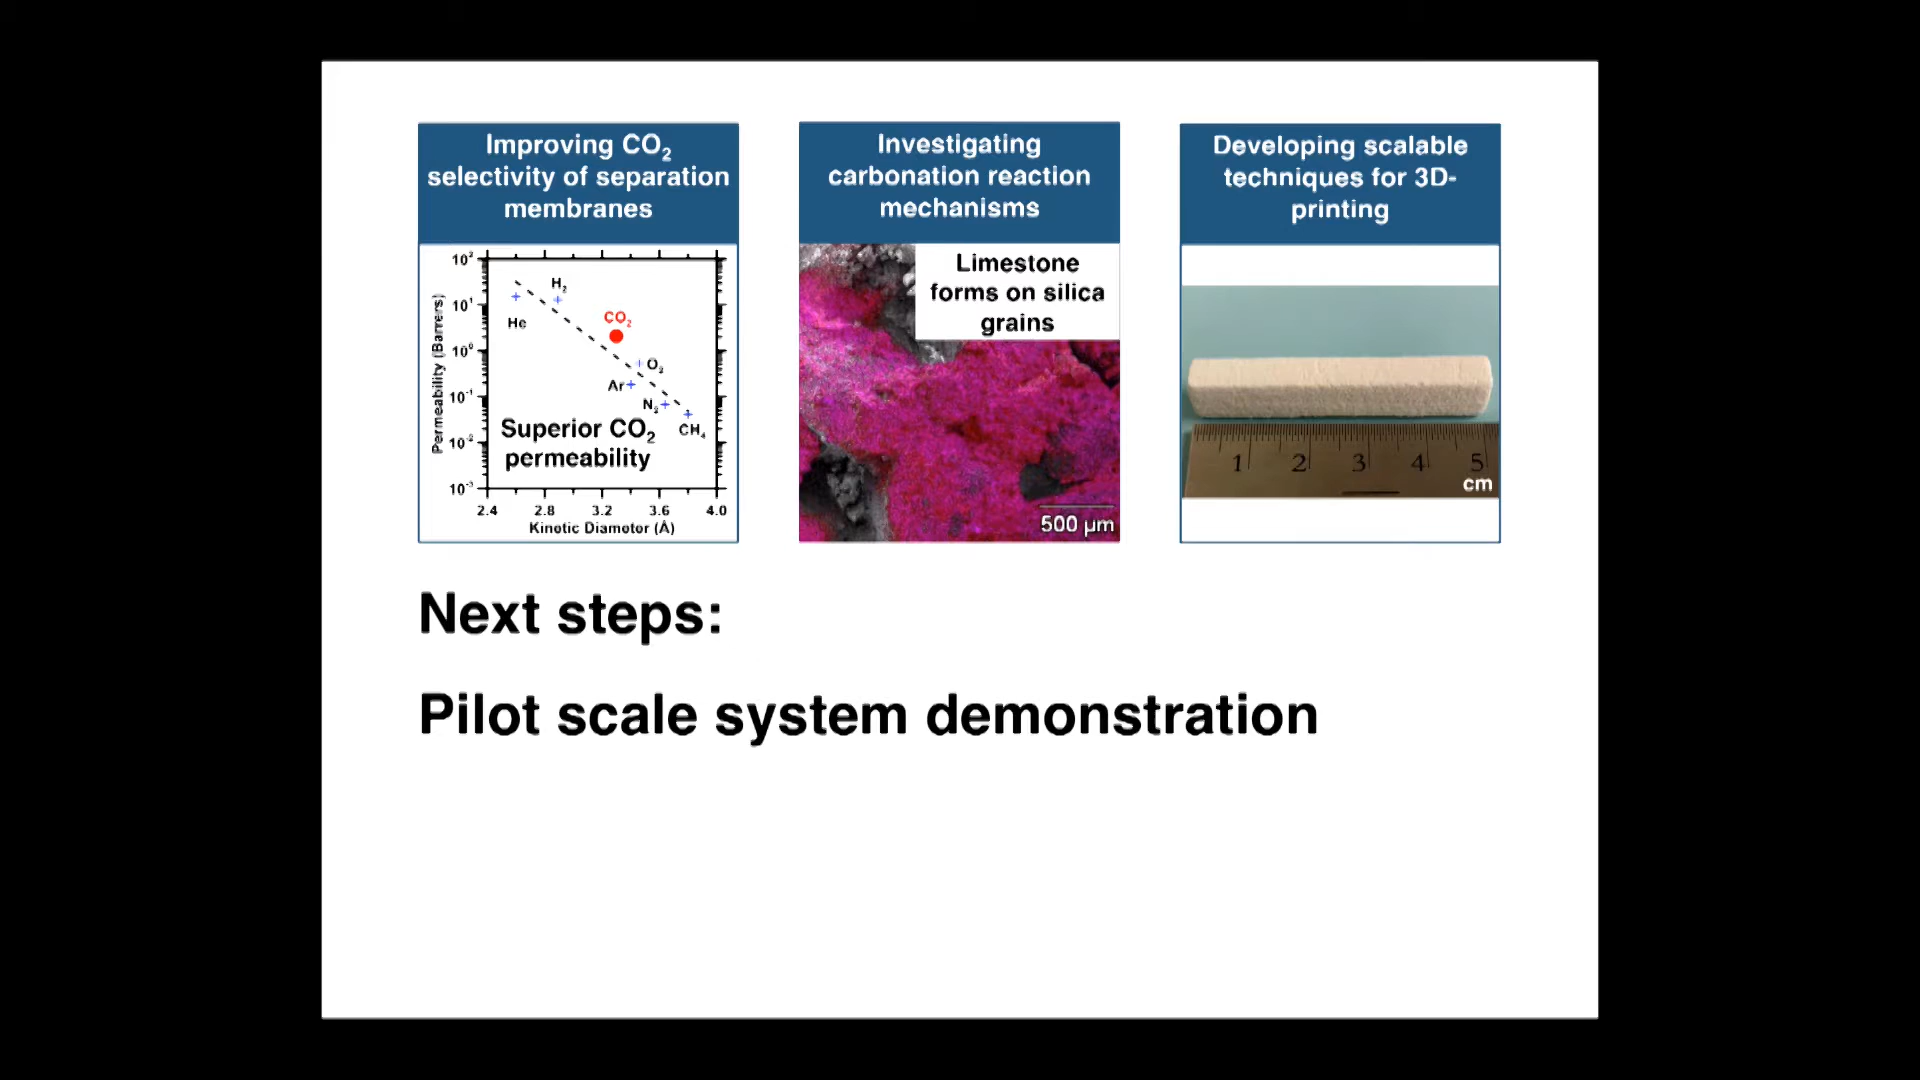 Improving CO₂
selectivity of separation
membranes
10²
10¹
10⁰
10⁻¹
10⁻²
10⁻³
Permeability (Barrers)
He
H₂
CO₂
O₂
Ar
N₂
CH₄
Superior CO₂
permeability
2.4 2.8 3.2 3.6 4.0
Kinetic Diameter (Å)
Investigating
carbonation reaction
mechanisms
Limestone
forms on silica
grains
500 µm
Developing scalable
techniques for 3D-
printing
1 2 3 4 5
cm
Next steps:
Pilot scale system demonstration